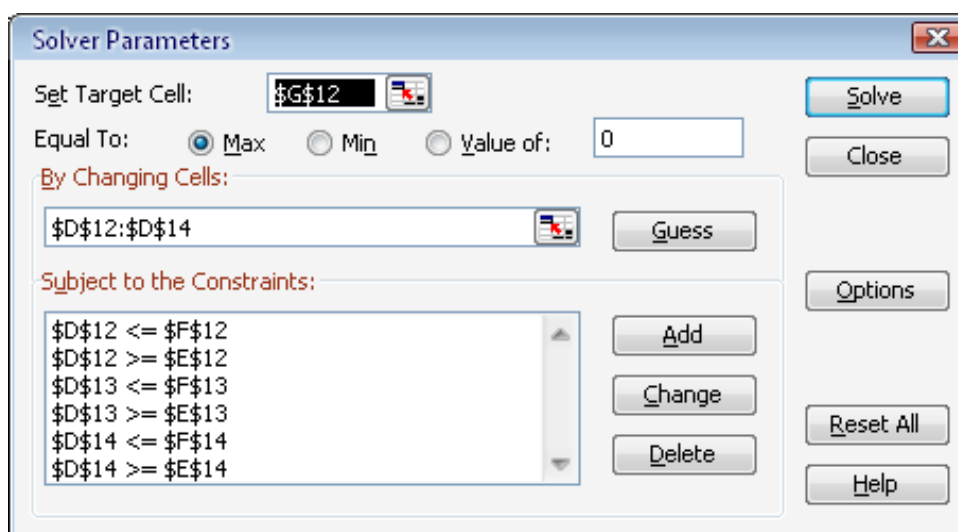 Solver Parameters
Set Target Cell: $G$12 Solve
Equal To: Max Min Value of: 0 Close
By Changing Cells:
$D$12:$D$14 Guess
Subject to the Constraints: Options
$D$12 <= $F$12 Add
$D$12 >= $E$12
$D$13 <= $F$13 Change
$D$13 >= $E$13 Reset All
$D$14 <= $F$14 Delete
$D$14 >= $E$14 Help